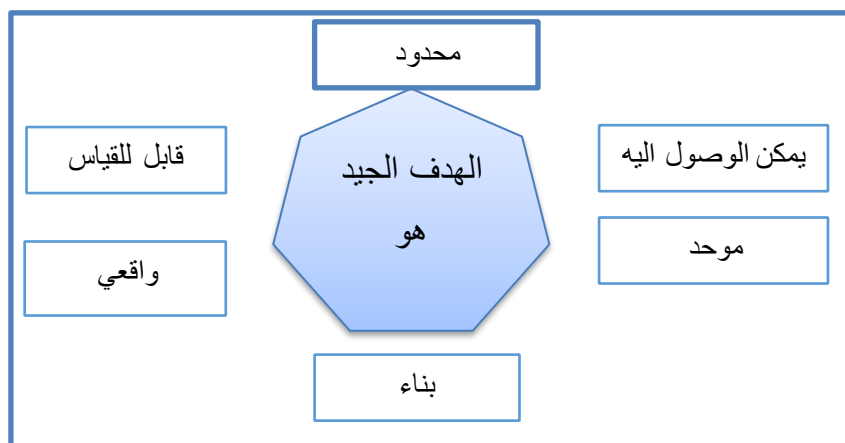 محدود
يمكن الوصول اليه
قابل للقياس
الهدف الجيد
هو
موحد
واقعي
بناء